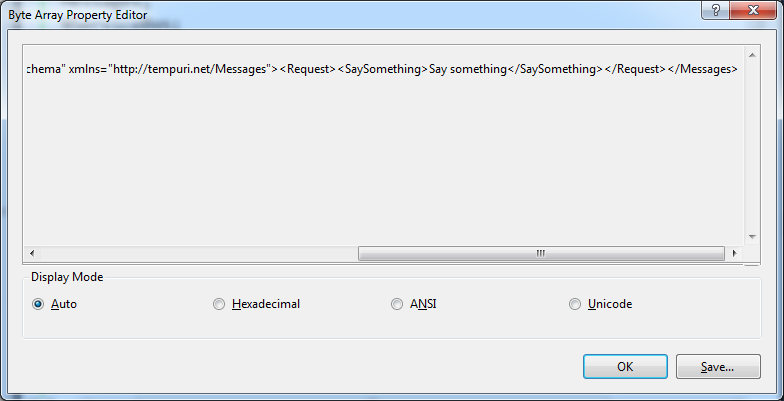 Byte Array Property Editor
chema" xmlns="http://tempuri.net/Messages"><Request><SaySomething>Say something</SaySomething></Request></Messages>
Display Mode
Auto Hexadecimal ANSI Unicode
OK Save...